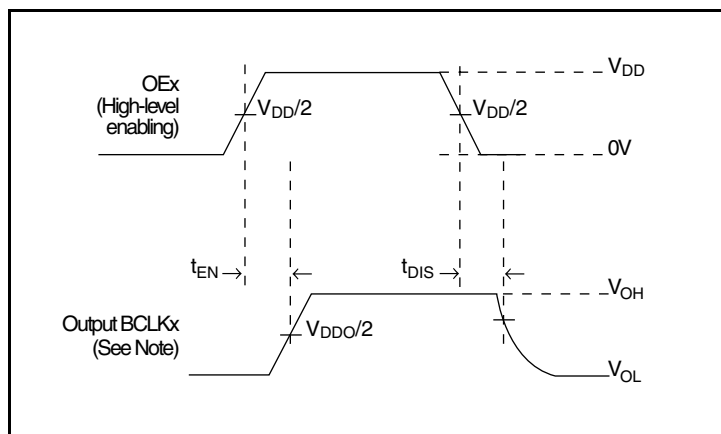 OEx
(High-level
enabling)
VDD/2
VDD/2
VDD
0V
tEN
tDIS
Output BCLKx
(See Note)
VDDO/2
VOH
VOL